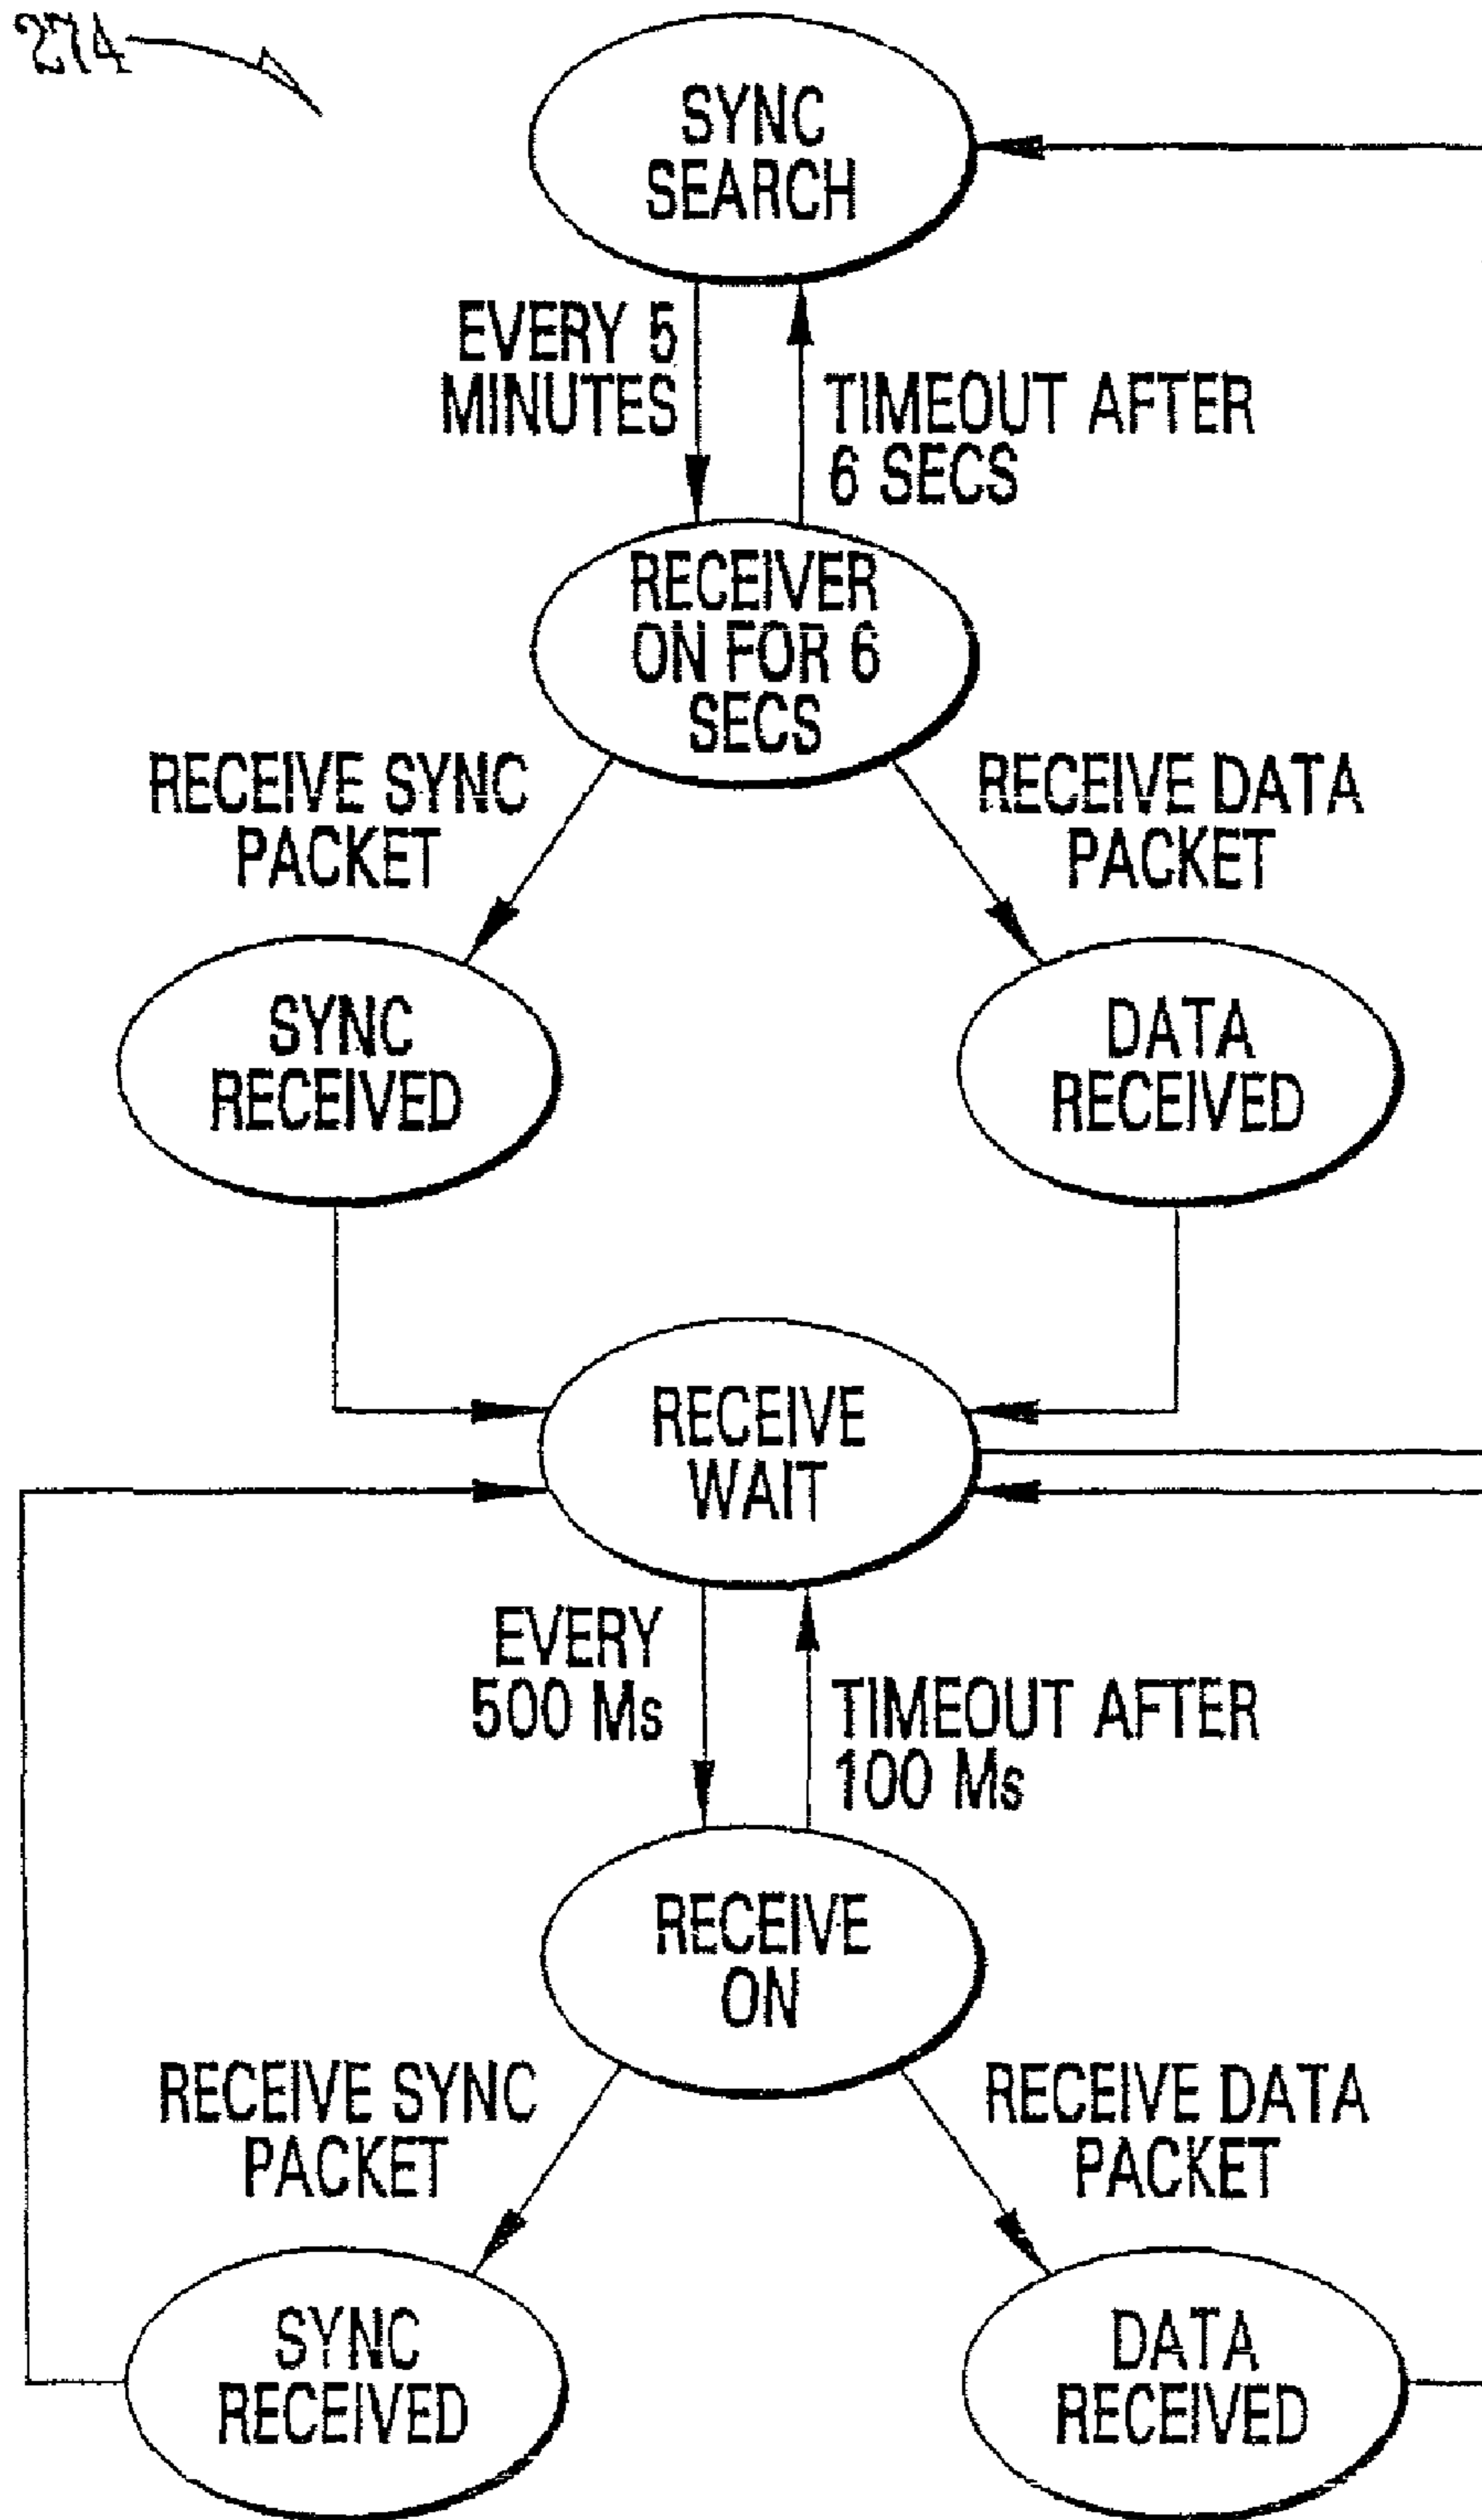 274
SYNC
SEARCH
EVERY 5
MINUTES
TIMEOUT AFTER
6 SECS
RECEIVER
ON FOR 6
SECS
RECEIVE SYNC
PACKET
RECEIVE DATA
PACKET
SYNC
RECEIVED
DATA
RECEIVED
RECEIVE
WAIT
EVERY
500 Ms
TIMEOUT AFTER
100 Ms
RECEIVE
ON
RECEIVE SYNC
PACKET
RECEIVE DATA
PACKET
SYNC
RECEIVED
DATA
RECEIVED